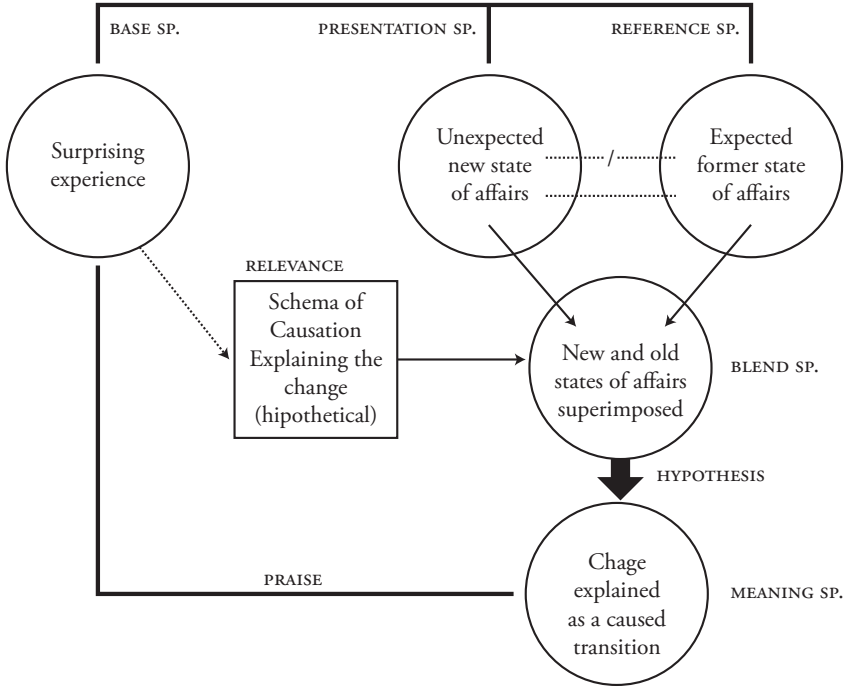 BASE SP.
PRESENTATION SP.
REFERENCE SP.
Surprising
experience
Unexpected
new state
of affairs
/
Expected
former state
of affairs
RELEVANCE
Schema of
Causation
Explaining the
change
(hipothetical)
New and old
states of affairs
superimposed
BLEND SP.
HYPOTHESIS
PRAISE
Chage
explained
as a caused
transition
MEANING SP.